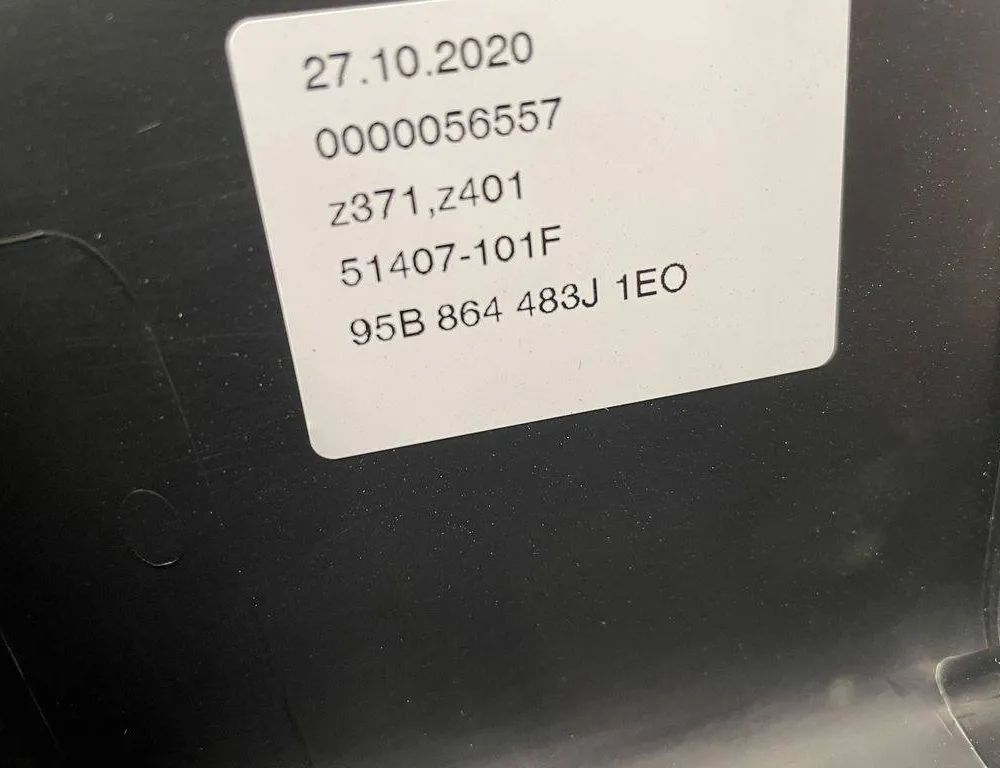 27.10.2020
0000056557
z371,z401
51407-101F
95B 864 483J 1EO